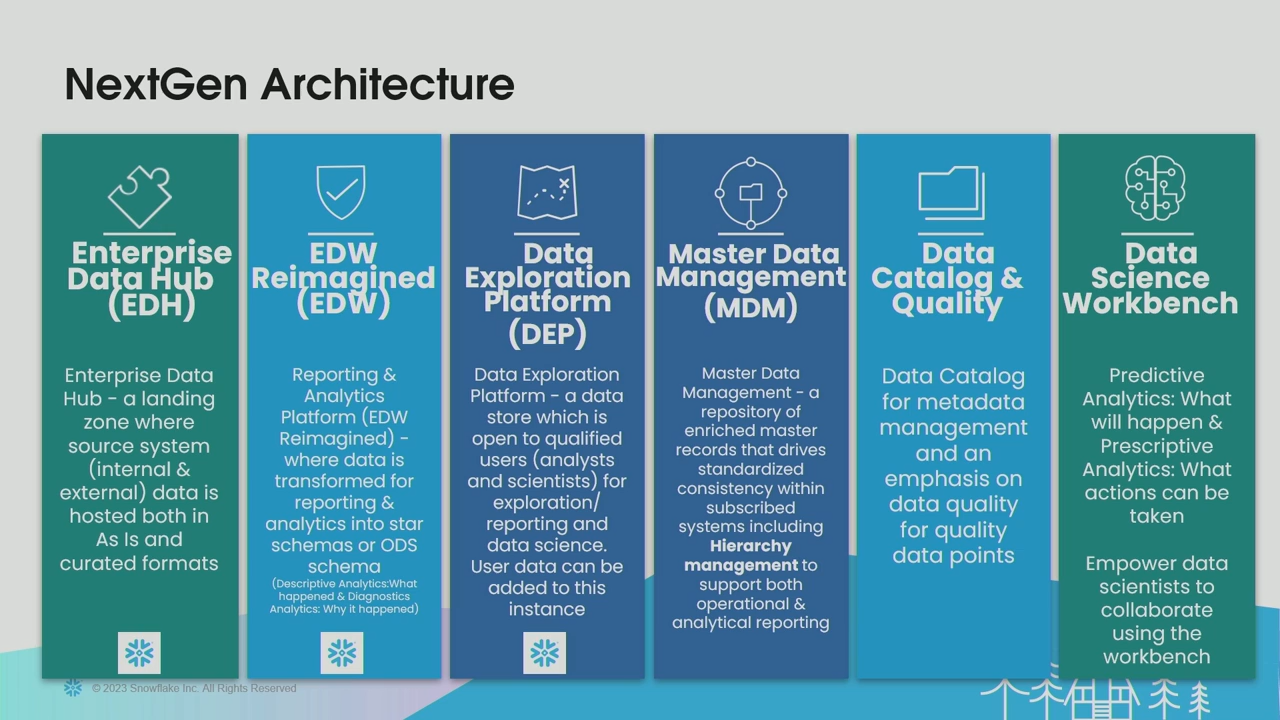 NextGen Architecture
Enterprise
Data Hub
(EDH)
Enterprise Data
Hub - a landing
zone where
source system
(internal &
external) data is
hosted both in
As Is and
curated formats
EDW
Reimagined
(EDW)
Reporting &
Analytics
Platform (EDW
Reimagined) -
where data is
transformed for
reporting &
analytics into star
schemas or ODS
schema
(Descriptive Analytics:What
happened & Diagnostics
Analytics: Why it happened)
Data
Exploration
Platform
(DEP)
Data Exploration
Platform - a data
store which is
open to qualified
users (analysts
and scientists) for
exploration/
reporting and
data science.
User data can be
added to this
instance
Master Data
Management
(MDM)
Master Data
Management - a
repository of
enriched master
records that drives
standardized
consistency within
subscribed
systems including
Hierarchy
management to
support both
operational &
analytical reporting
Data
Catalog &
Quality
Data Catalog
for metadata
management
and an
emphasis on
data quality
for quality
data points
Data
Science
Workbench
Predictive
Analytics: What
will happen &
Prescriptive
Analytics: What
actions can be
taken
Empower data
scientists to
collaborate
using the
workbench
© 2023 Snowflake Inc. All Rights Reserved